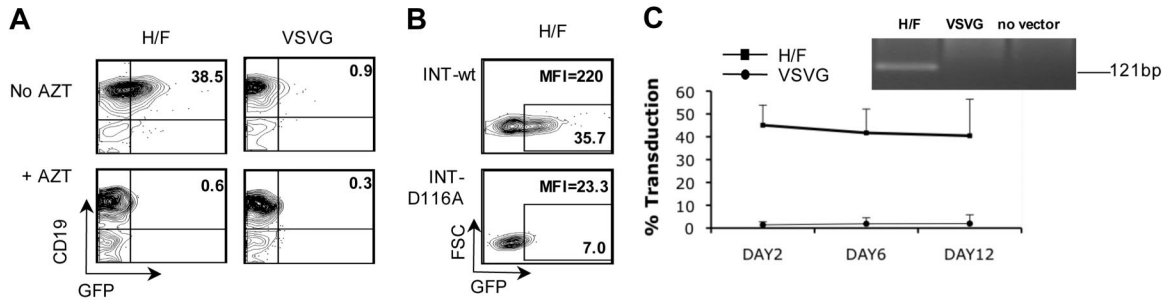 A
H/F
VSVG
No AZT
38.5
0.9
+ AZT
0.6
0.3
CD19
GFP
B
H/F
INT-wt
MFI=220
35.7
INT-
D116A
MFI=23.3
7.0
FSC
GFP
C
H/F
VSVG
no vector
121bp
H/F
VSVG
% Transduction
60
50
40
30
20
10
0
DAY2
DAY6
DAY12